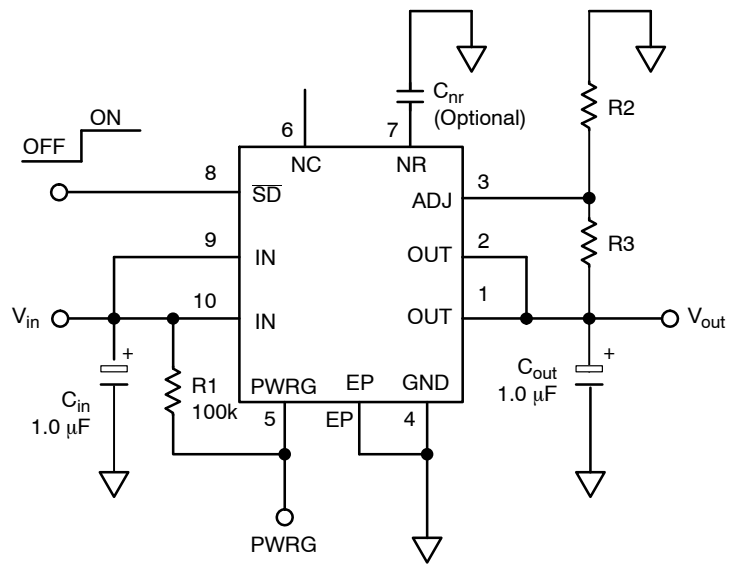 C_nr
(Optional)
R2
ON
OFF
6
7
NC
NR
8
SD
3
ADJ
9
IN
2
OUT
R3
V_in
10
IN
1
OUT
V_out
+
C_in
1.0 μF
R1
100k
PWRG
5
EP
EP
GND
4
+
C_out
1.0 μF
PWRG